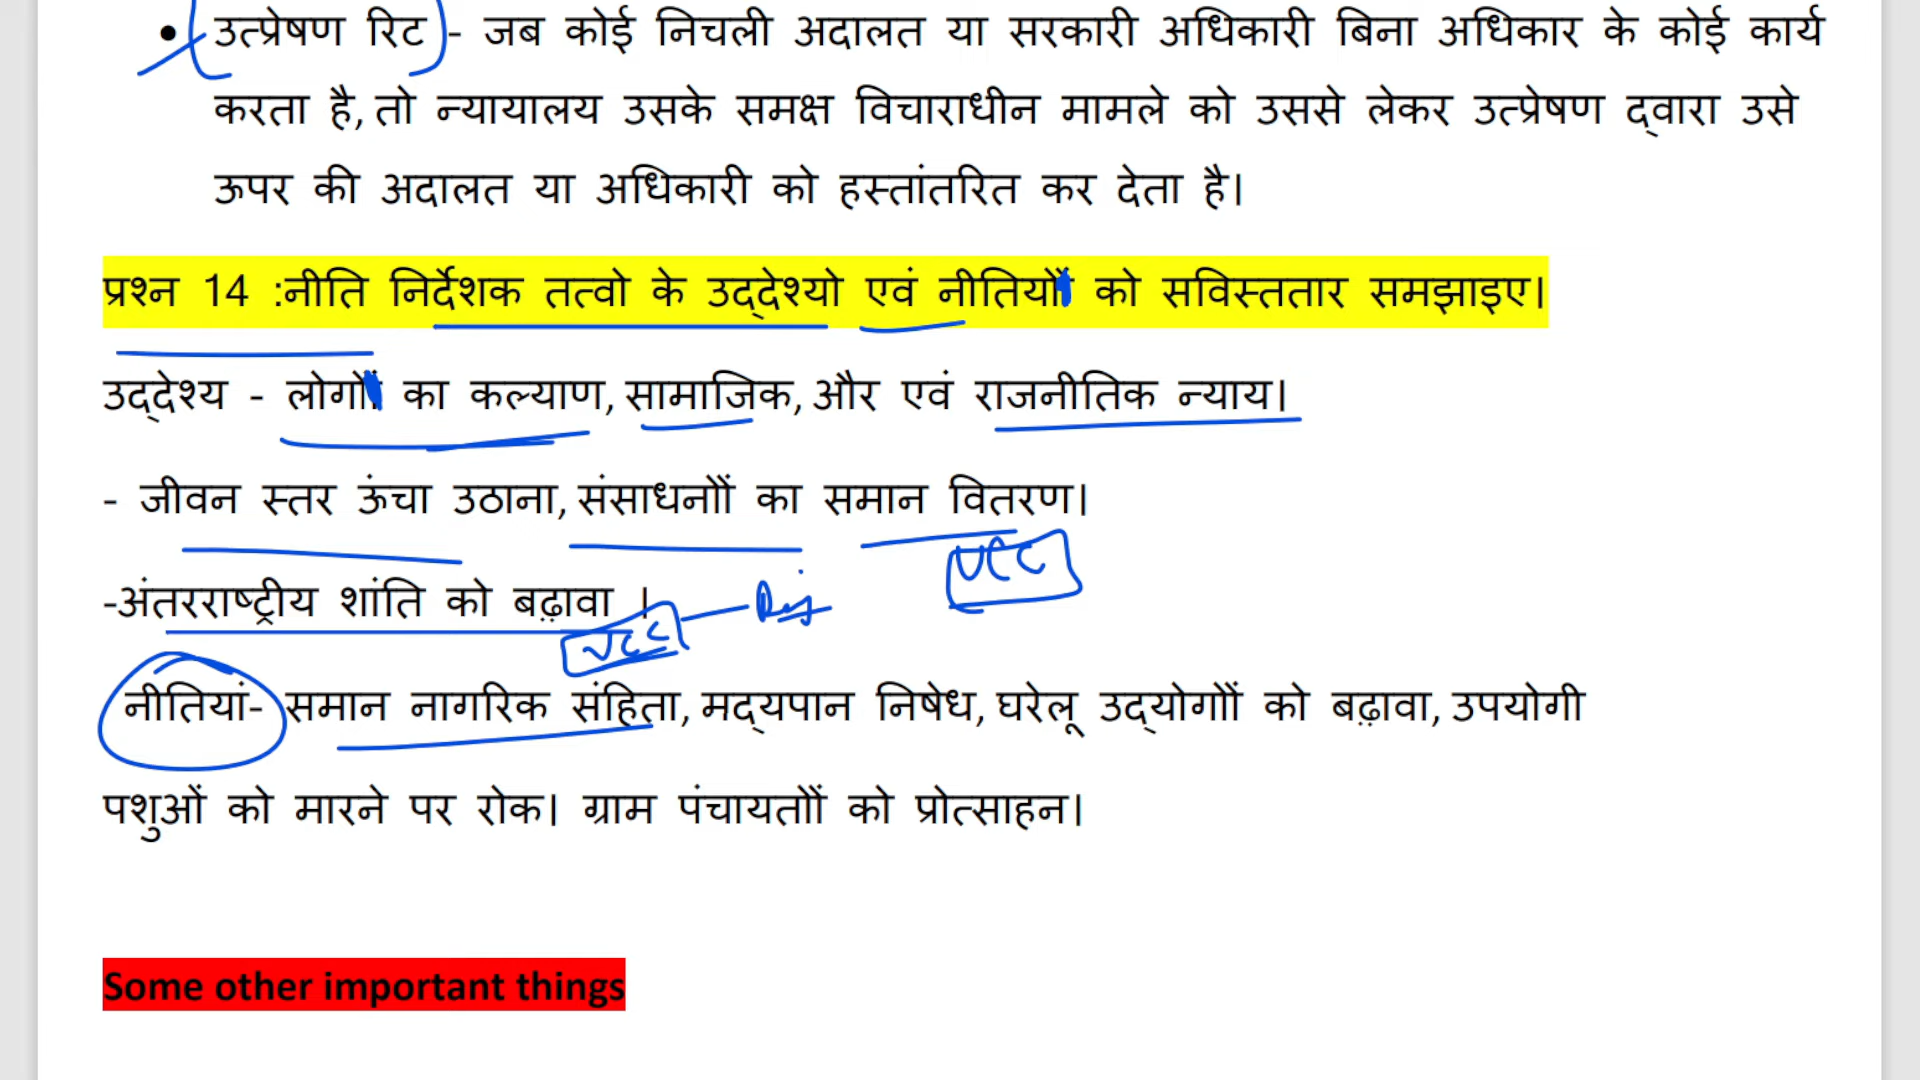 • उत्प्रेषण रिट - जब कोई निचली अदालत या सरकारी अधिकारी बिना अधिकार के कोई कार्य
करता है, तो न्यायालय उसके समक्ष विचाराधीन मामले को उससे लेकर उत्प्रेषण द्वारा उसे
ऊपर की अदालत या अधिकारी को हस्तांतरित कर देता है।
प्रश्न 14 :नीति निर्देशक तत्वो के उद्देश्यो एवं नीतियों को सविस्ततार समझाइए।
उद्देश्य - लोगों का कल्याण, सामाजिक, और एवं राजनीतिक न्याय।
- जीवन स्तर ऊंचा उठाना, संसाधनों का समान वितरण।
UCC
-अंतरराष्ट्रीय शांति को बढ़ावा ।
UCC
नीतियां- समान नागरिक संहिता, मद्यपान निषेध, घरेलू उद्योगों को बढ़ावा, उपयोगी
पशुओं को मारने पर रोक। ग्राम पंचायतों को प्रोत्साहन।
Some other important things